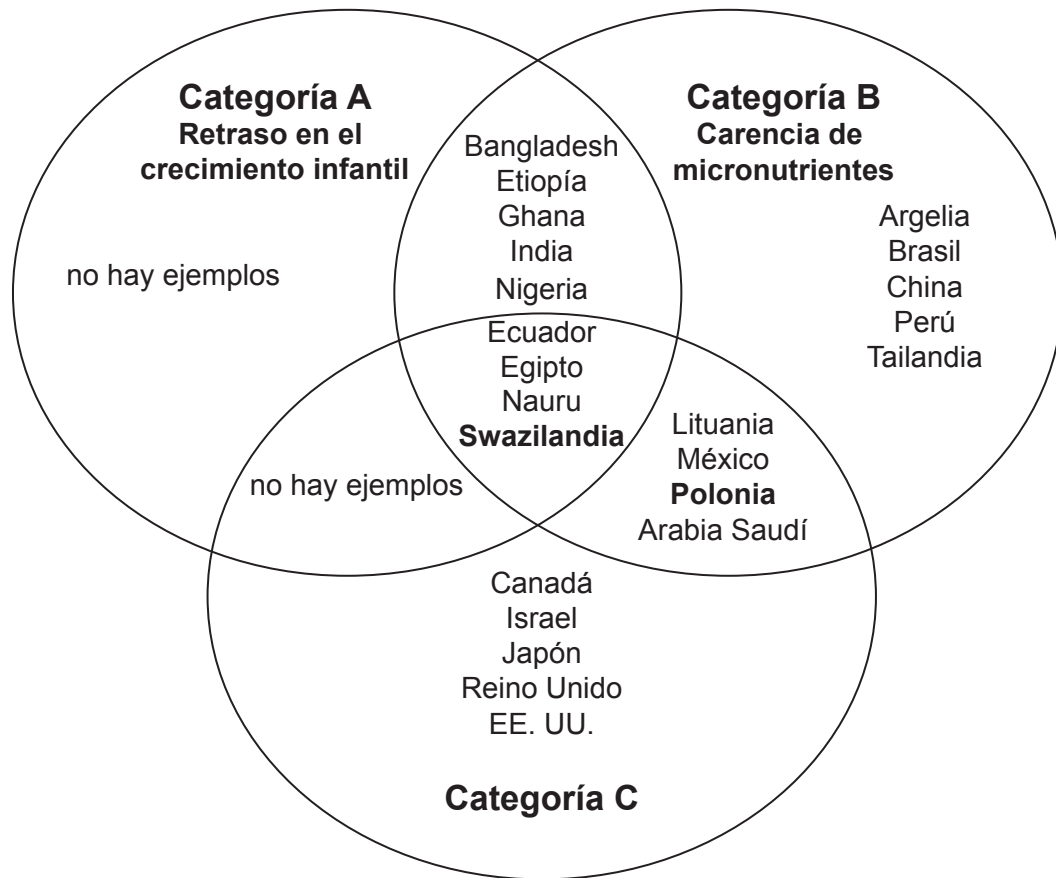 Categoría A
Retraso en el
crecimiento infantil
no hay ejemplos
Bangladesh
Etiopía
Ghana
India
Nigeria
Categoría B
Carencia de
micronutrientes
Argelia
Brasil
China
Perú
Tailandia
Ecuador
Egipto
Nauru
Swazilandia
no hay ejemplos
Lituania
México
Polonia
Arabia Saudí
Canadá
Israel
Japón
Reino Unido
EE. UU.
Categoría C